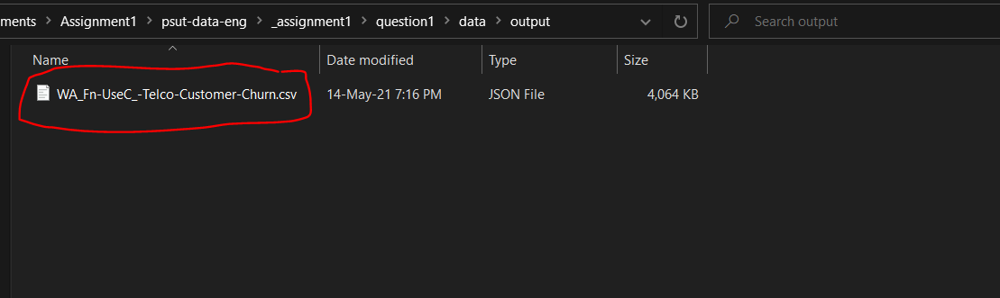 ments > Assignment1 > psut-data-eng > _assignment1 > question1 > data > output
Search output
Name Date modified Type Size
WA_Fn-UseC_-Telco-Customer-Churn.csv 14-May-21 7:16 PM JSON File 4,064 KB